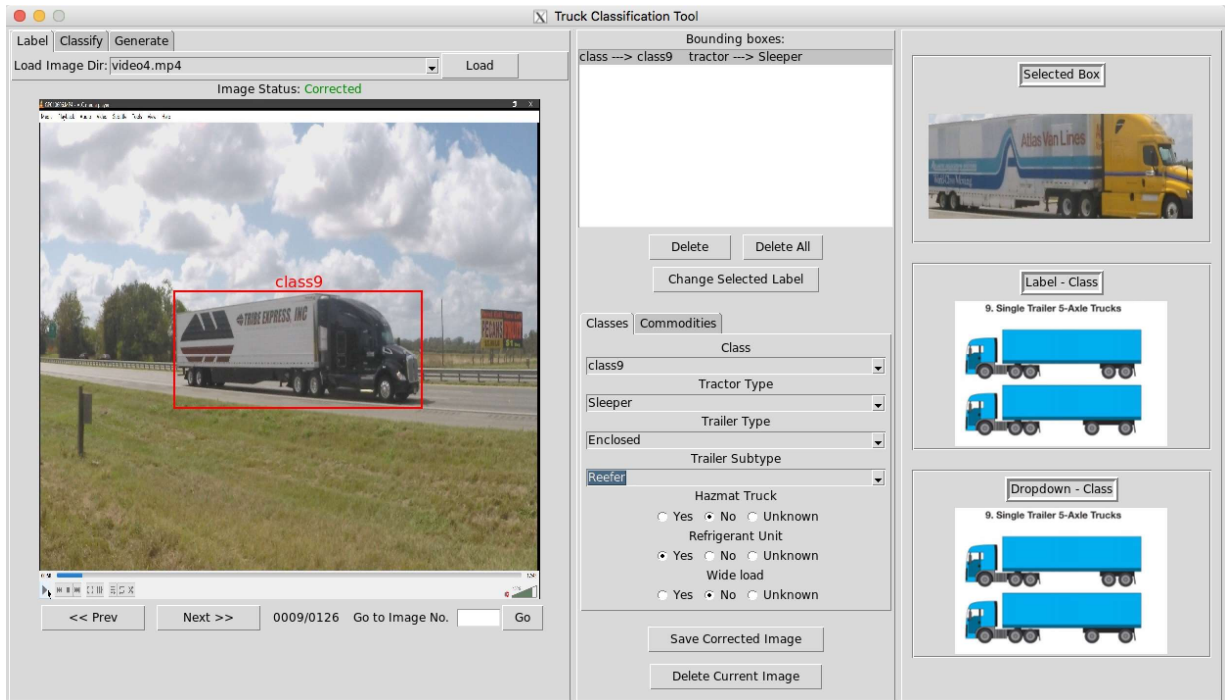 Truck Classification Tool
Label Classify Generate
Load Image Dir: video4.mp4 Load
Image Status: Corrected
class9
TRIBE EXPRESS, INC
<< Prev Next >> 0009/0126 Go to Image No. Go
Bounding boxes:
class ---> class9 tractor ---> Sleeper
Delete Delete All
Change Selected Label
Classes Commodities
Class
class9
Tractor Type
Sleeper
Trailer Type
Enclosed
Trailer Subtype
Reefer
Hazmat Truck
Yes No Unknown
Refrigerant Unit
Yes No Unknown
Wide load
Yes No Unknown
Save Corrected Image
Delete Current Image
Selected Box
Atlas Van Lines
Label - Class
9. Single Trailer 5-Axle Trucks
Dropdown - Class
9. Single Trailer 5-Axle Trucks